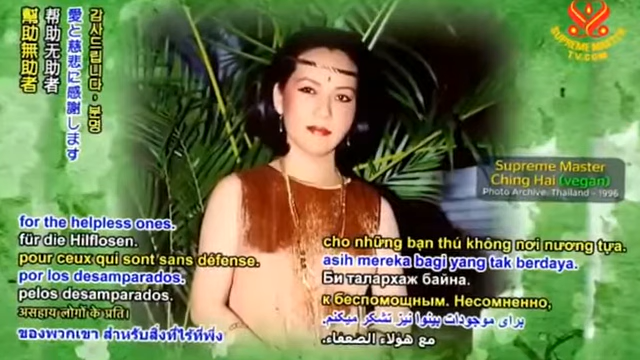 감사드립니다, 분명
愛と慈悲に感謝します
帮助无助者
幫助無助者
SUPREME MASTER
TV.COM
Supreme Master
Ching Hai (vegan)
Photo Archive: Thailand - 1996
for the helpless ones.
für die Hilflosen.
pour ceux qui sont sans défense.
por los desamparados.
pelos desamparados.
असहाय लोगों के प्रति।
ของพวกเขา สำหรับสิ่งที่ไร้ที่พึ่ง
cho những bạn thú không nơi nương tựa.
asih mereka bagi yang tak berdaya.
Би талархаж байна.
к беспомощным. Несомненно,
برای موجودات بینوا نیز تشکر میکنم.
مع هؤلاء الضعفاء.